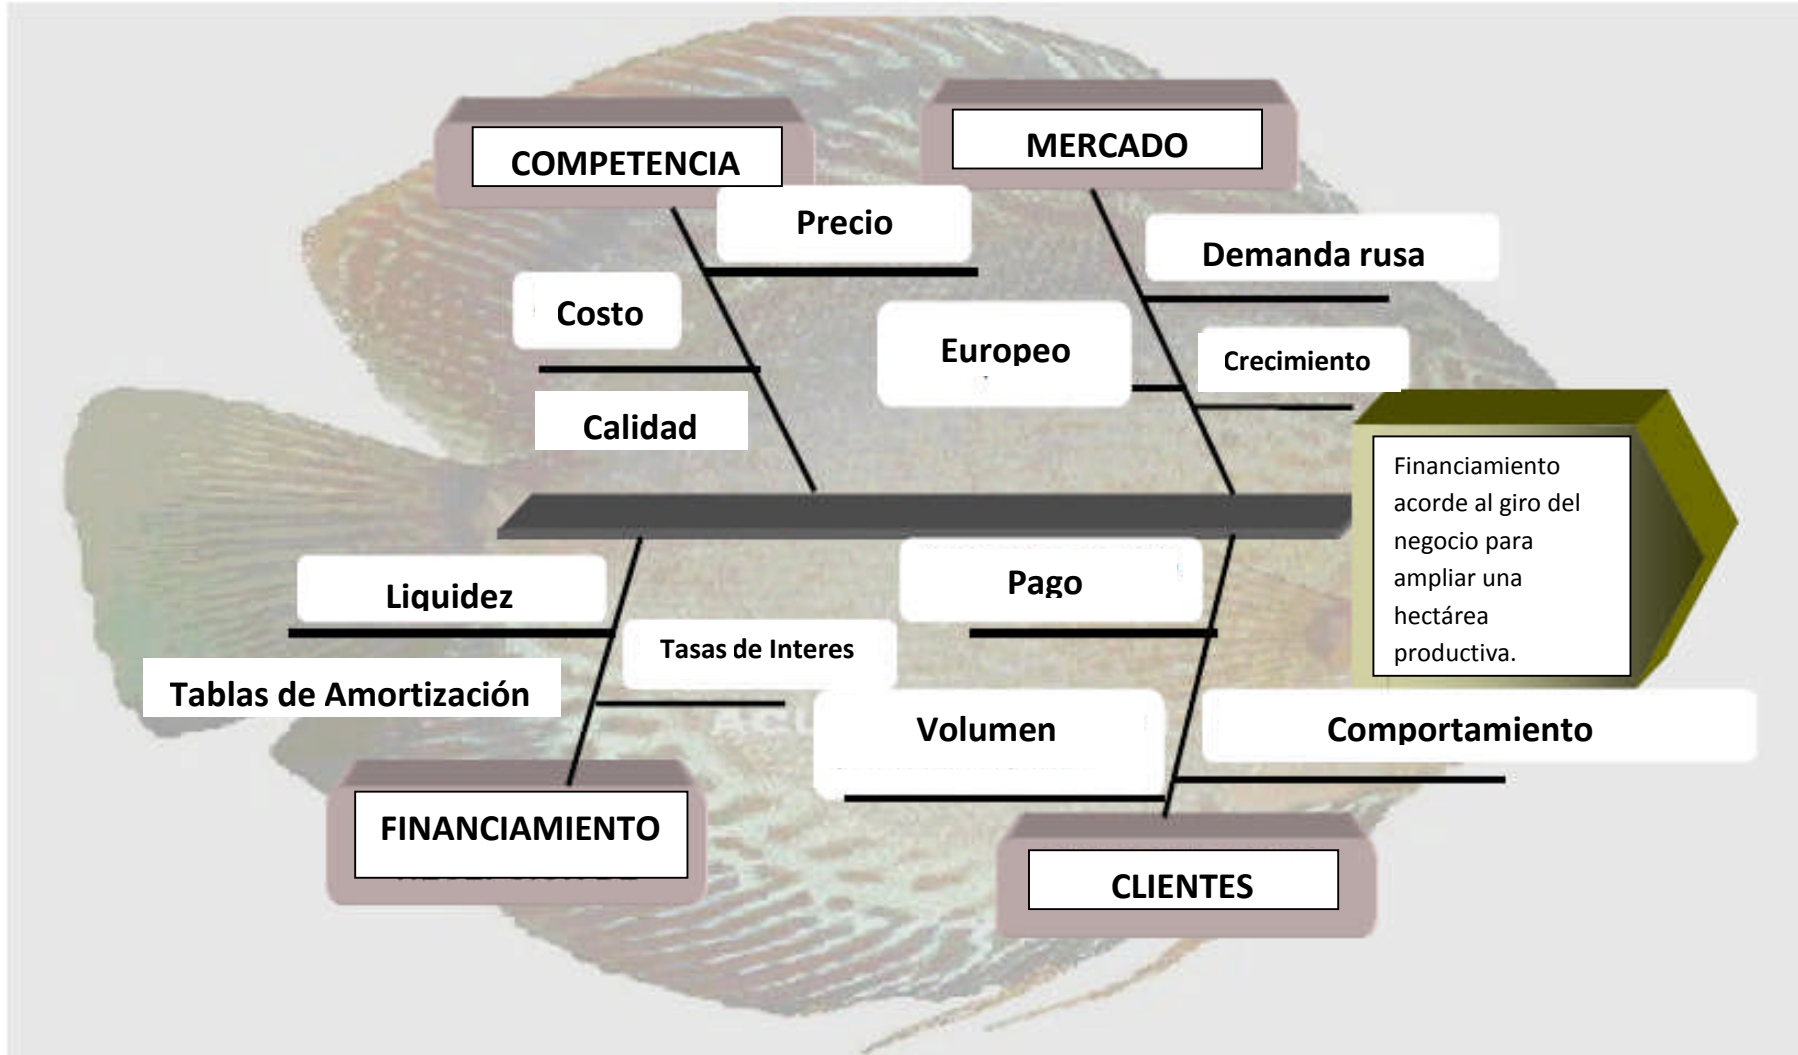 COMPETENCIA
MERCADO
Precio
Demanda rusa
Costo
Europeo
Crecimiento
Calidad
Financiamiento
acorde al giro del
negocio para
ampliar una
hectárea
productiva.
Liquidez
Pago
Tasas de Interes
Tablas de Amortización
Volumen
Comportamiento
FINANCIAMIENTO
CLIENTES